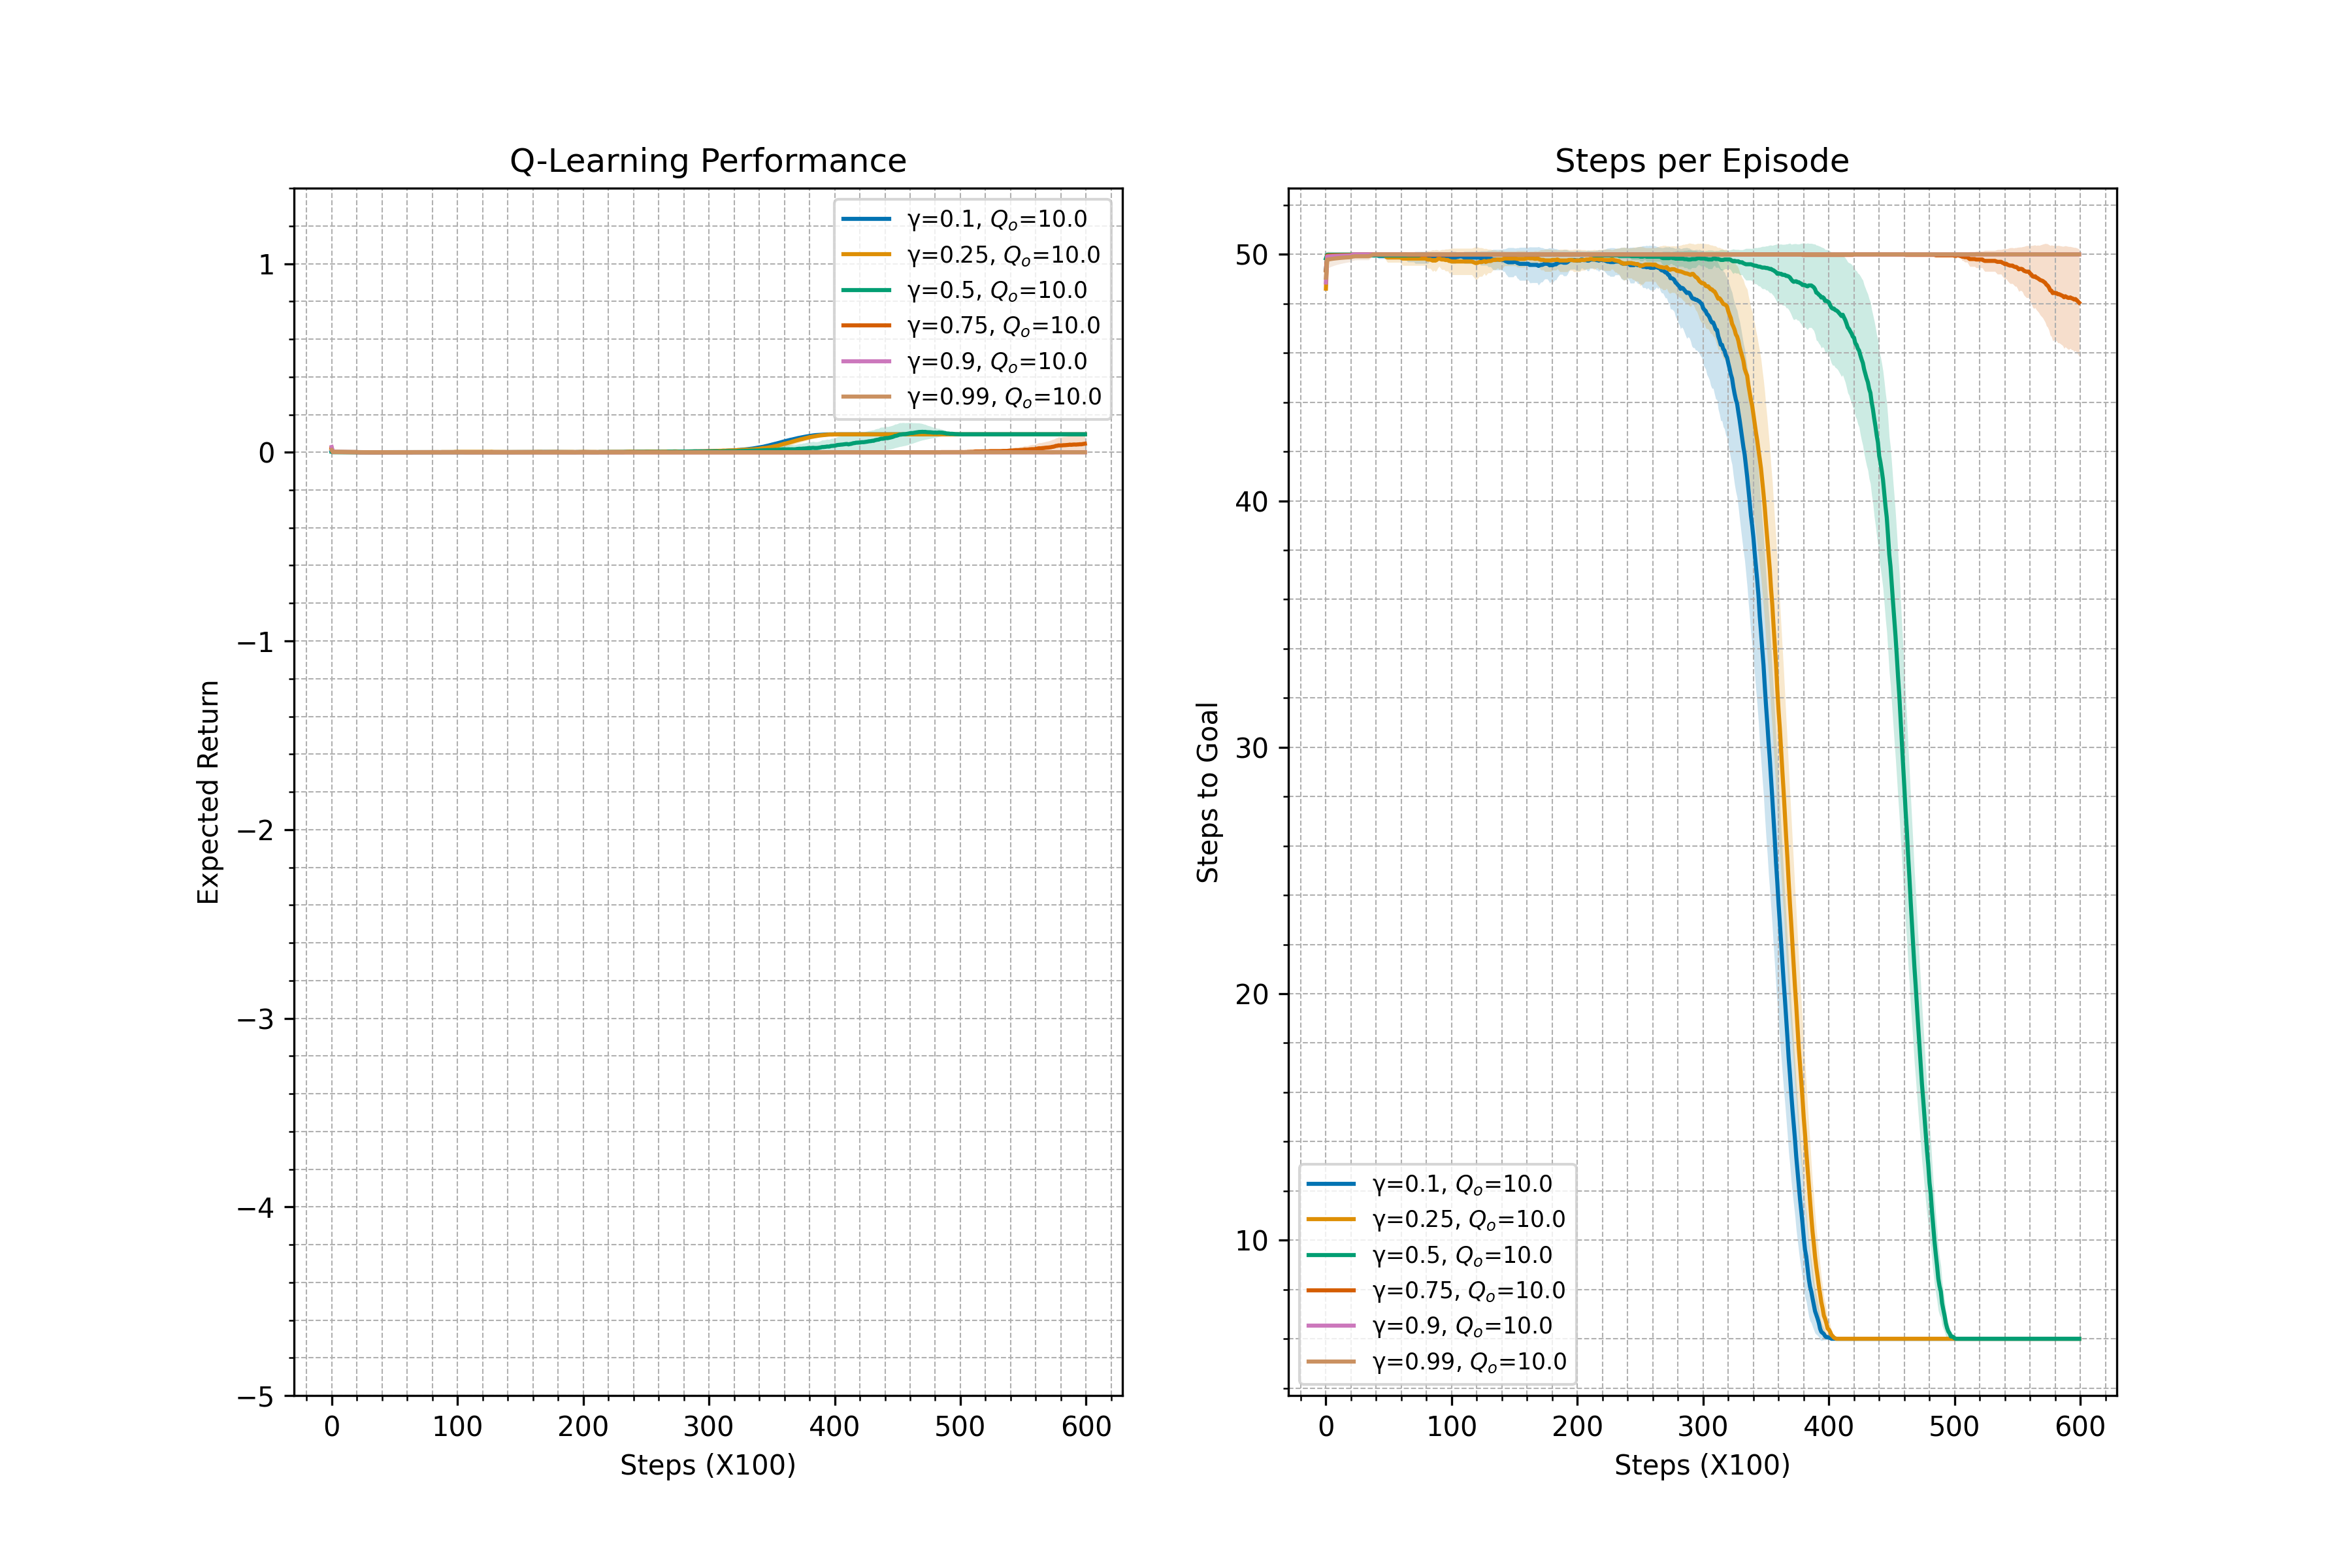 Q-Learning Performance
Expected Return
1
0
−1
−2
−3
−4
−5
0 100 200 300 400 500 600
Steps (X100)
γ=0.1, Qo=10.0
γ=0.25, Qo=10.0
γ=0.5, Qo=10.0
γ=0.75, Qo=10.0
γ=0.9, Qo=10.0
γ=0.99, Qo=10.0
Steps per Episode
Steps to Goal
50
40
30
20
10
0 100 200 300 400 500 600
Steps (X100)
γ=0.1, Qo=10.0
γ=0.25, Qo=10.0
γ=0.5, Qo=10.0
γ=0.75, Qo=10.0
γ=0.9, Qo=10.0
γ=0.99, Qo=10.0